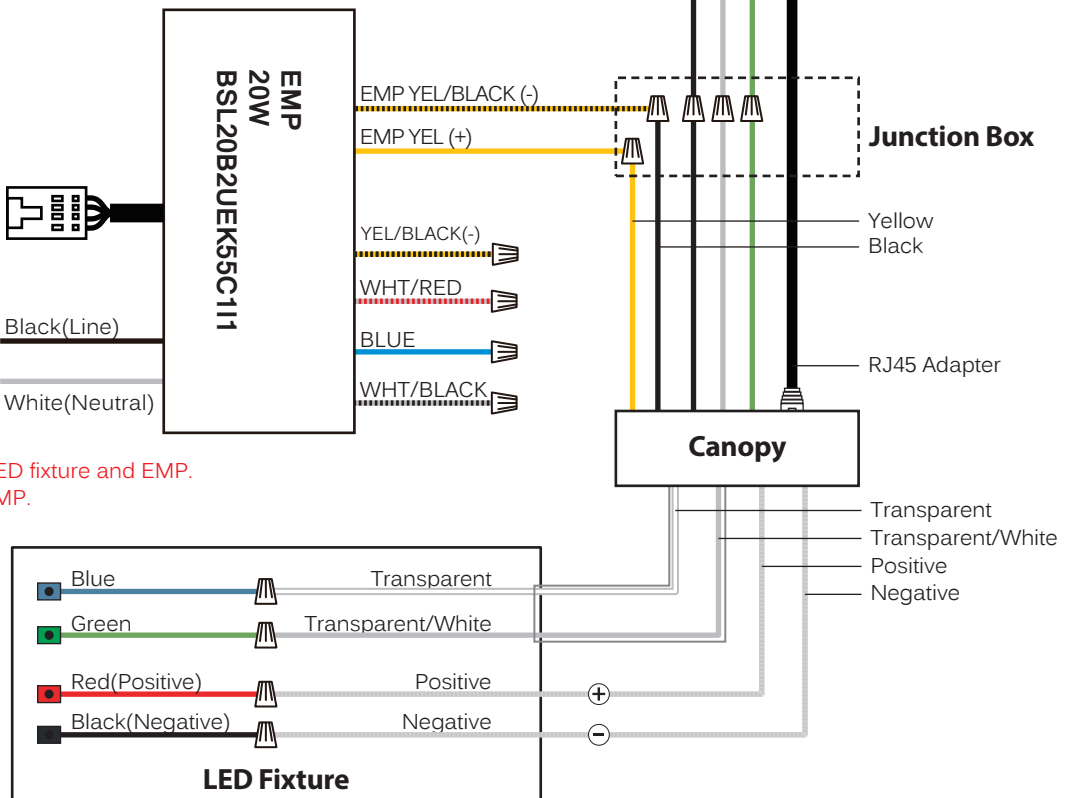 EMP
20W
BSL20B2UEK55C1I1
EMP YEL/BLACK (-)
EMP YEL (+)
YEL/BLACK(-)
WHT/RED
BLUE
WHT/BLACK
Black(Line)
White(Neutral)
Junction Box
Yellow
Black
RJ45 Adapter
Canopy
ED fixture and EMP.
MP.
Transparent
Transparent/White
Positive
Negative
Blue
Transparent
Green
Transparent/White
Red(Positive)
Positive
+
Black(Negative)
Negative
−
LED Fixture